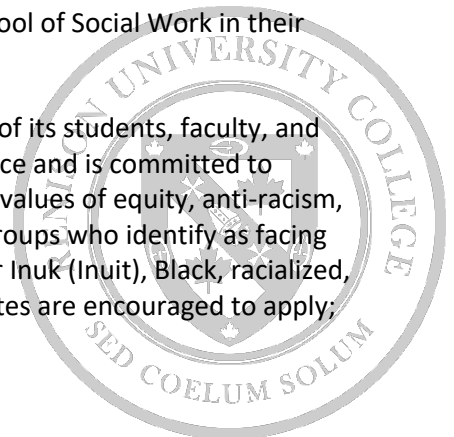 ool of Social Work in their
of its students, faculty, and
ce and is committed to
values of equity, anti-racism,
roups who identify as facing
r Inuk (Inuit), Black, racialized,
tes are encouraged to apply;
RENISON UNIVERSITY COLLEGE
SED COELUM SOLUM